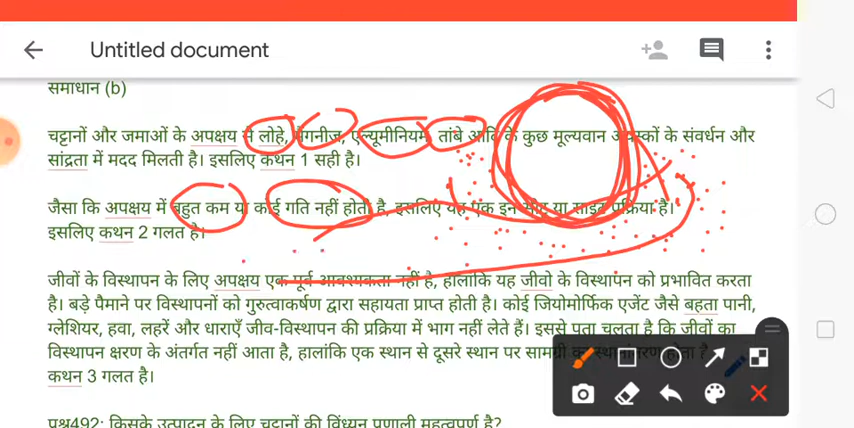 Untitled document
समाधान (b)
चट्टानों और जमाओं के अपक्षय से लोहे, मैंगनीज, एल्यूमीनियम, तांबे आदि के कुछ मूल्यवान अयस्कों के संवर्धन और
सांद्रता में मदद मिलती है। इसलिए कथन 1 सही है।
जैसा कि अपक्षय में बहुत कम या कोई गति नहीं होती है, इसलिए यह एक इन सीटू या साइट प्रक्रिया है।
इसलिए कथन 2 गलत है।
जीवों के विस्थापन के लिए अपक्षय एक पूर्व आवश्यकता नहीं है, हालांकि यह जीवो के विस्थापन को प्रभावित करता
है। बड़े पैमाने पर विस्थापनों को गुरुत्वाकर्षण द्वारा सहायता प्राप्त होती है। कोई जियोमोर्फिक एजेंट जैसे बहता पानी,
ग्लेशियर, हवा, लहरें और धाराएँ जीव-विस्थापन की प्रक्रिया में भाग नहीं लेते हैं। इससे पता चलता है कि जीवों का
विस्थापन क्षरण के अंतर्गत नहीं आता है, हालांकि एक स्थान से दूसरे स्थान पर सामग्री का स्थानांतरण होता है
कथन 3 गलत है।
प्रश्न492: किसके उत्पादन के लिए चट्टानों की विंध्यन प्रणाली महत्वपूर्ण है?